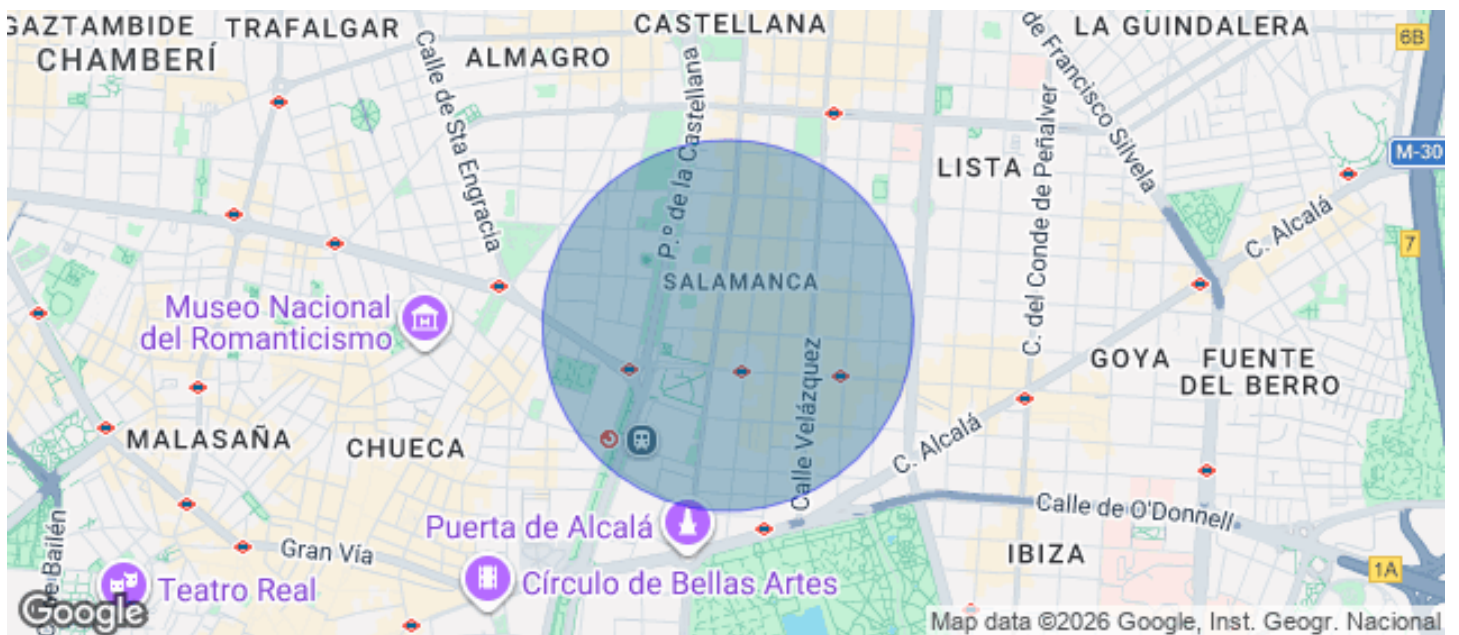 GAZTAMBIDE
TRAFALGAR
CASTELLANA
LA GUINDALERA
6B
CHAMBERÍ
ALMAGRO
Calle de Sta Engracia
P.º de la Castellana
de Francisco Silvela
C. del Conde de Peñalver
M-30
LISTA
C. Alcalá
7
SALAMANCA
Museo Nacional
del Romanticismo
Calle Velázquez
GOYA
FUENTE
DEL BERRO
MALASAÑA
CHUECA
C. Alcalá
Puerta de Alcalá
Calle de O'Donnell
de Bailén
Gran Vía
IBIZA
Teatro Real
Círculo de Bellas Artes
1A
Google
Map data ©2026 Google, Inst. Geogr. Nacional